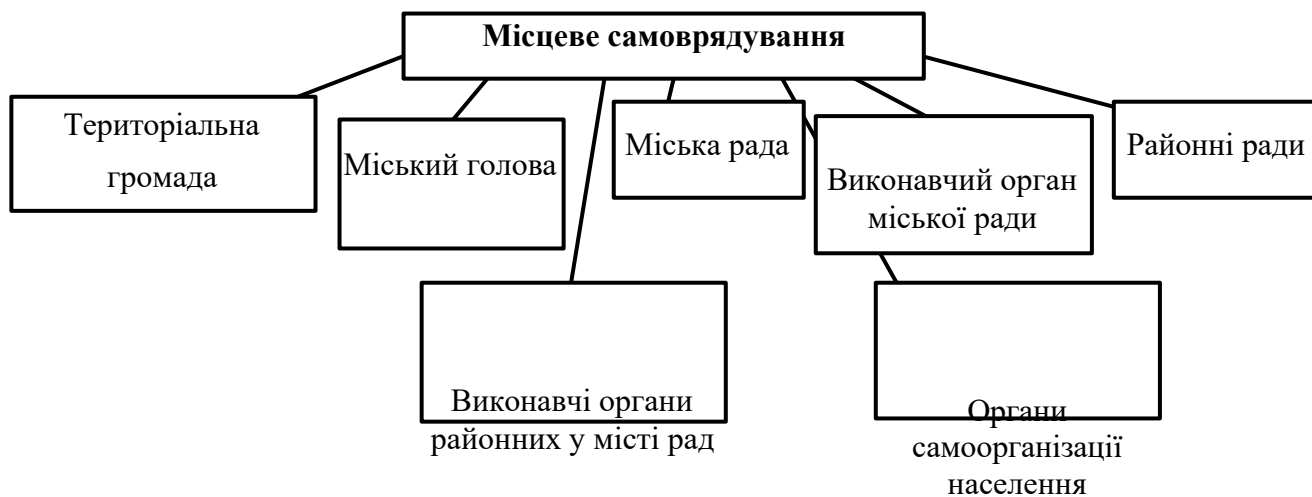 Місцеве самоврядування
Територіальна
громада
Міський голова
Міська рада
Виконавчий орган
міської ради
Районні ради
Виконавчі органи
районних у місті рад
Органи
самоорганізації
населення